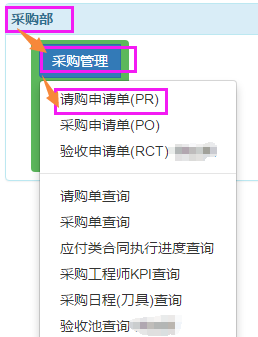 采购部
采购管理
请购申请单(PR)
采购申请单(PO)
验收申请单(RCT)
请购单查询
采购单查询
应付类合同执行进度查询
采购工程师KPI查询
采购日程(刀具)查询
验收池查询